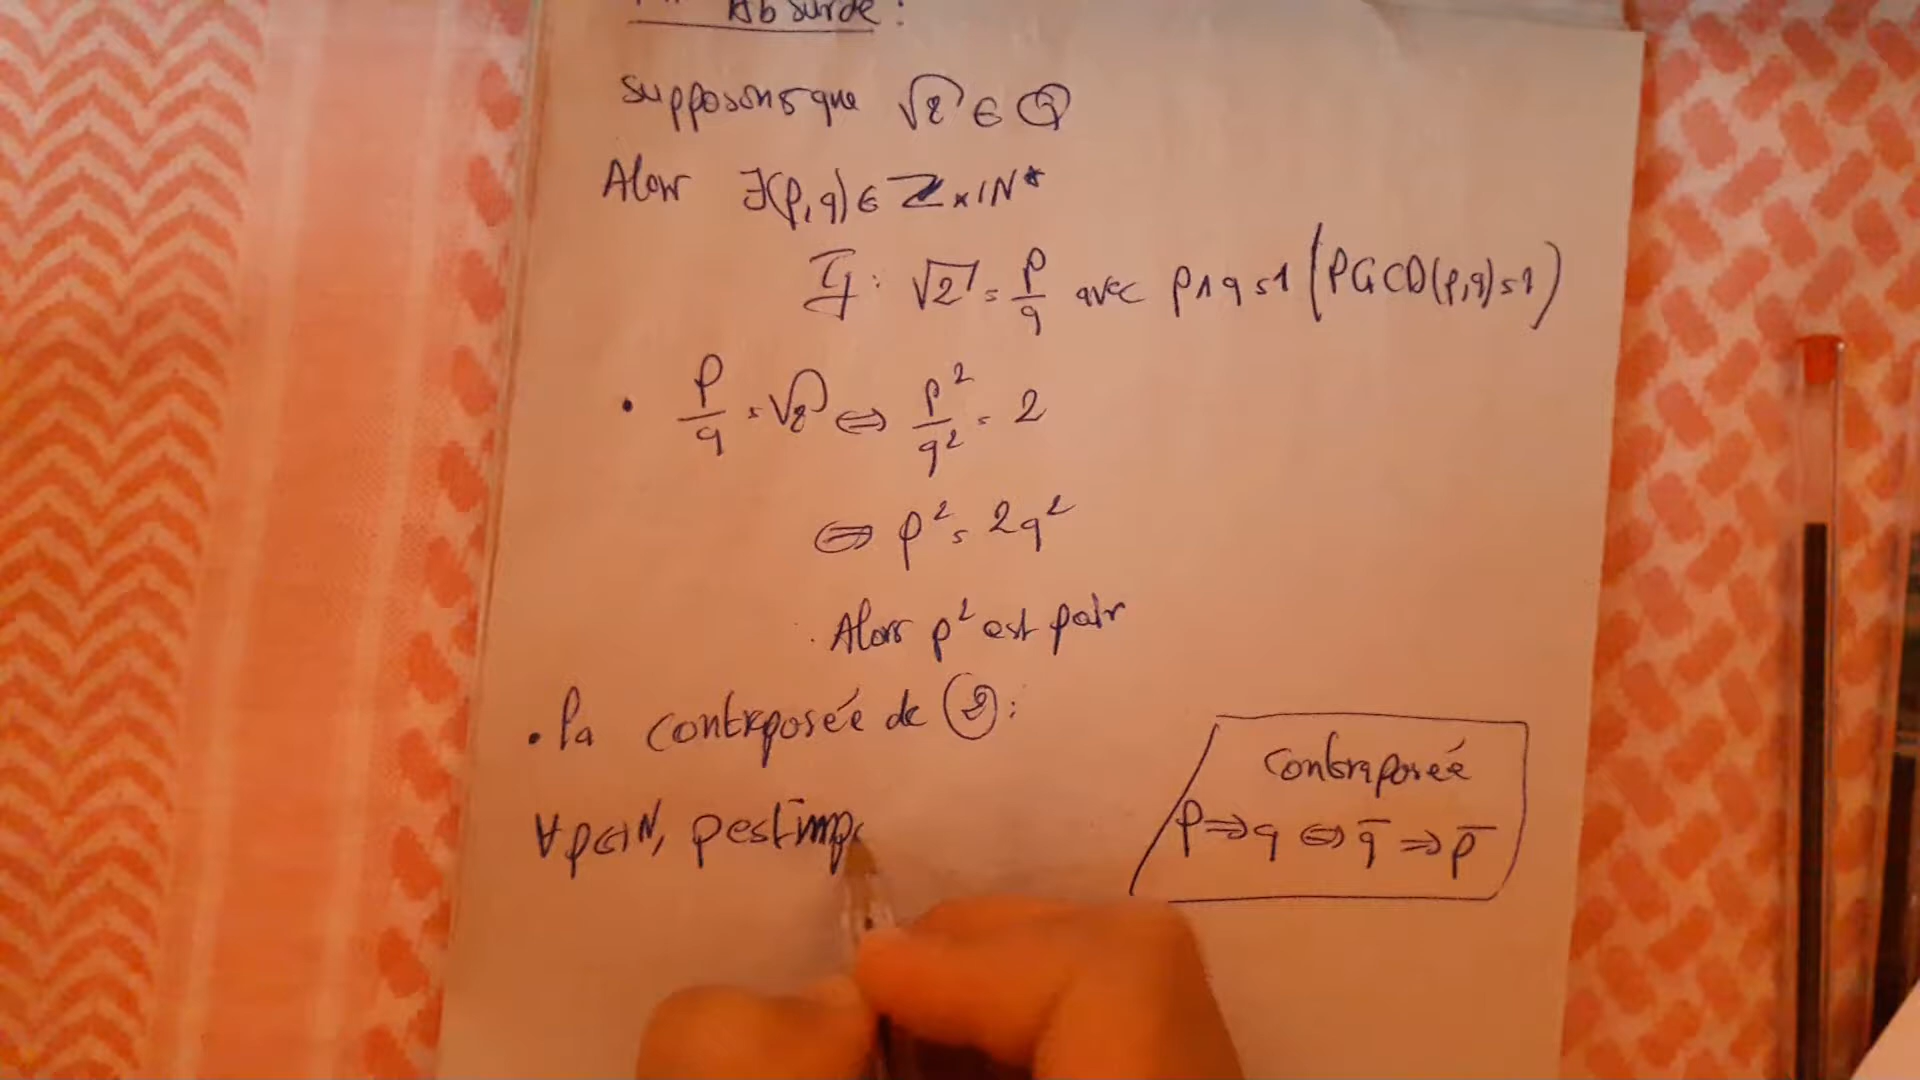 Absurde :
Supposons que √2 ∈ ℚ
Alors ∃(p,q) ∈ ℤ × ℕ*
Tq : √2 = p/q avec p∧q = 1 (PGCD(p,q) = 1)
• p/q = √2 ⇔ p²/q² = 2
⇔ p² = 2q²
. Alors p² est pair
• la contraposée de (2) :
∀p∈ℕ, p est imp
Contraposée
p ⇒ q ⇔ q̄ ⇒ p̄